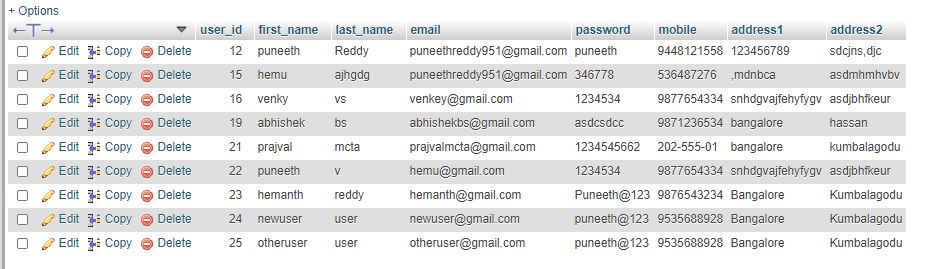 + Options
←T→ user_id first_name last_name email password mobile address1 address2
Edit Copy Delete 12 puneeth Reddy puneethreddy951@gmail.com puneeth 9448121558 123456789 sdcjns,djc
Edit Copy Delete 15 hemu ajhgdg puneethreddy951@gmail.com 346778 536487276 ,mdnbca asdmhmhvbv
Edit Copy Delete 16 venky vs venkey@gmail.com 1234534 9877654334 snhdgvajfehyfygv asdjbhfkeur
Edit Copy Delete 19 abhishek bs abhishekbs@gmail.com asdcsdcc 9871236534 bangalore hassan
Edit Copy Delete 21 prajval mcta prajvalmcta@gmail.com 1234545662 202-555-01 bangalore kumbalagodu
Edit Copy Delete 22 puneeth v hemu@gmail.com 1234534 9877654334 snhdgvajfehyfygv asdjbhfkeur
Edit Copy Delete 23 hemanth reddy hemanth@gmail.com Puneeth@123 9876543234 Bangalore Kumbalagodu
Edit Copy Delete 24 newuser user newuser@gmail.com puneeth@123 9535688928 Bangalore Kumbalagodu
Edit Copy Delete 25 otheruser user otheruser@gmail.com puneeth@123 9535688928 Bangalore Kumbalagodu